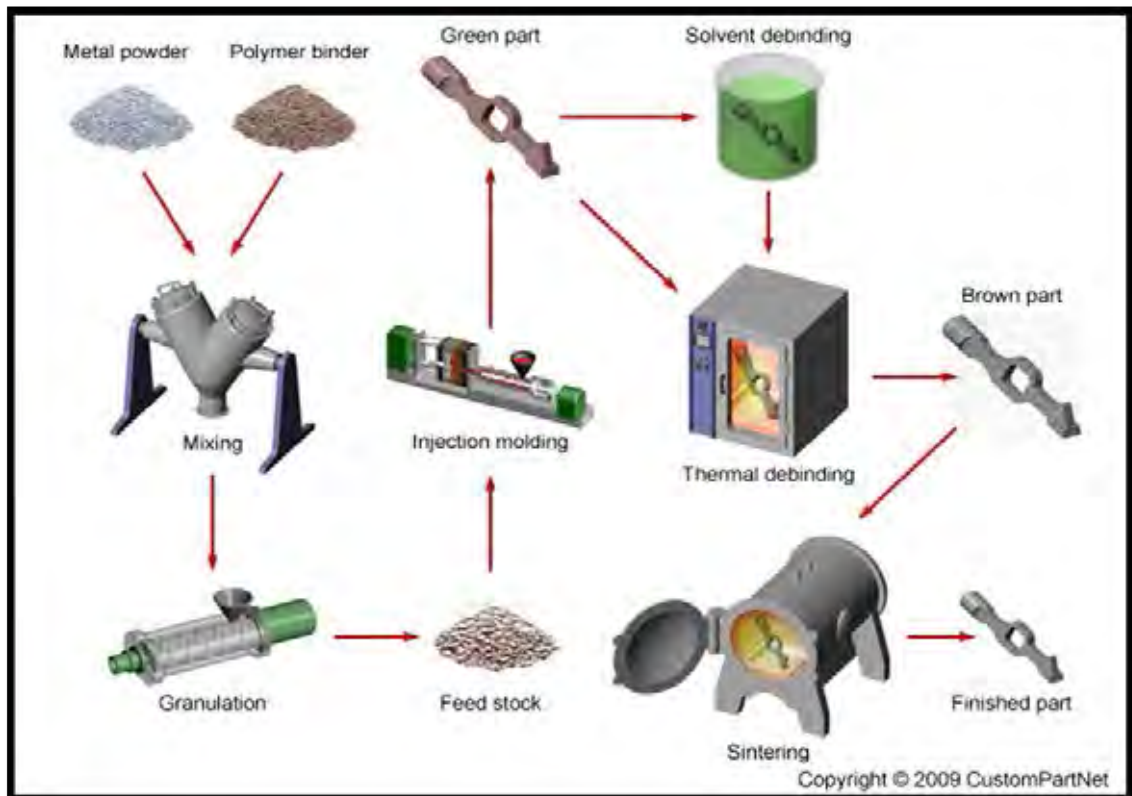 Metal powder
Polymer binder
Green part
Solvent debinding
Mixing
Injection molding
Thermal debinding
Brown part
Granulation
Feed stock
Sintering
Finished part
Copyright © 2009 CustomPartNet